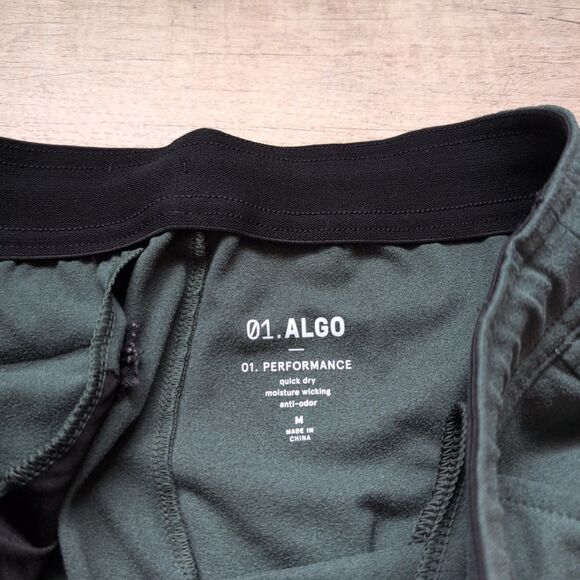 01.ALGO
01. PERFORMANCE
quick dry
moisture wicking
anti-odor
M
MADE IN
CHINA